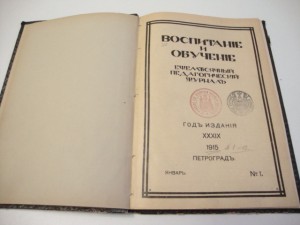 ВОСПИТАНІЕ
И
ОБУЧЕНІЕ
ЕЖЕМѢСЯЧНЫЙ
ПЕДАГОГИЧЕСКІЙ
ЖУРНАЛЪ
ГОДЪ ИЗДАНІЯ
XXXIX
1915
ПЕТРОГРАДЪ
ЯНВАРЬ № 1.